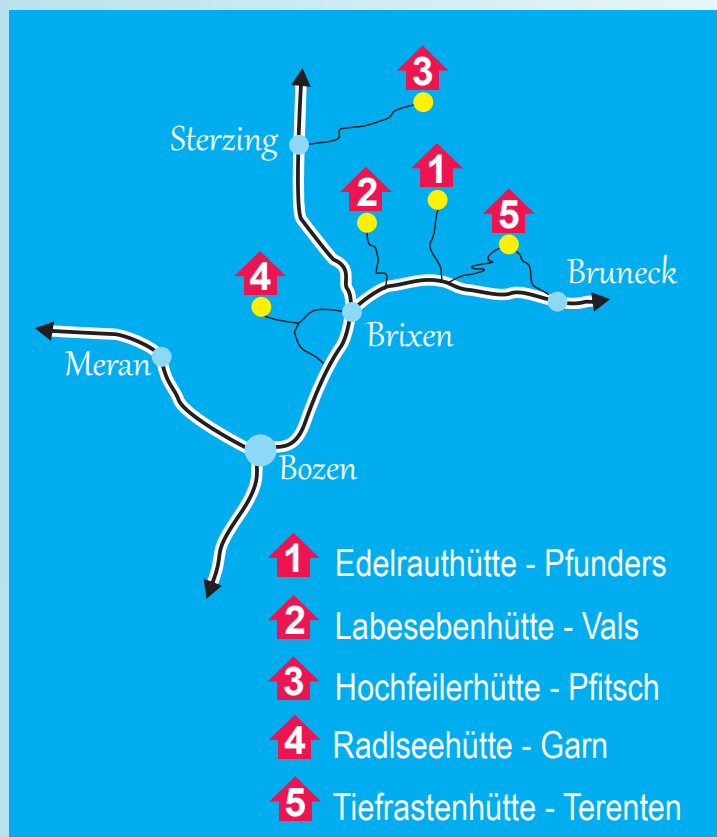 3
Sterzing
1
2
5
4
Bruneck
Brixen
Meran
Bozen
1 Edelrauthütte - Pfunders
2 Labesebenhütte - Vals
3 Hochfeilerhütte - Pfitsch
4 Radlseehütte - Garn
5 Tiefrastenhütte - Terenten